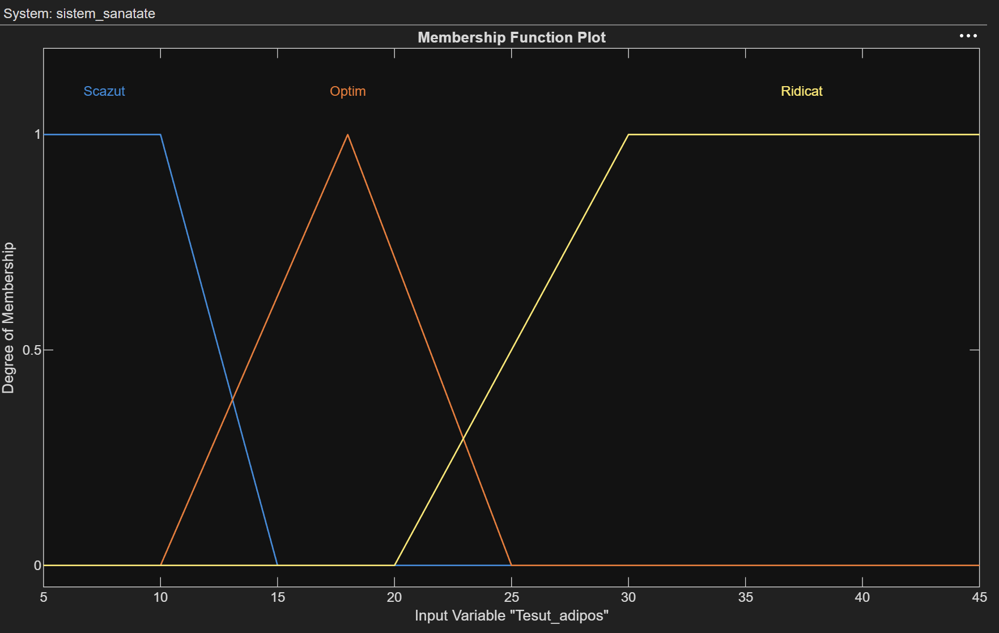 System: sistem_sanatate
Membership Function Plot
Scazut
Optim
Ridicat
1
0.5
0
Degree of Membership
5 10 15 20 25 30 35 40 45
Input Variable "Tesut_adipos"